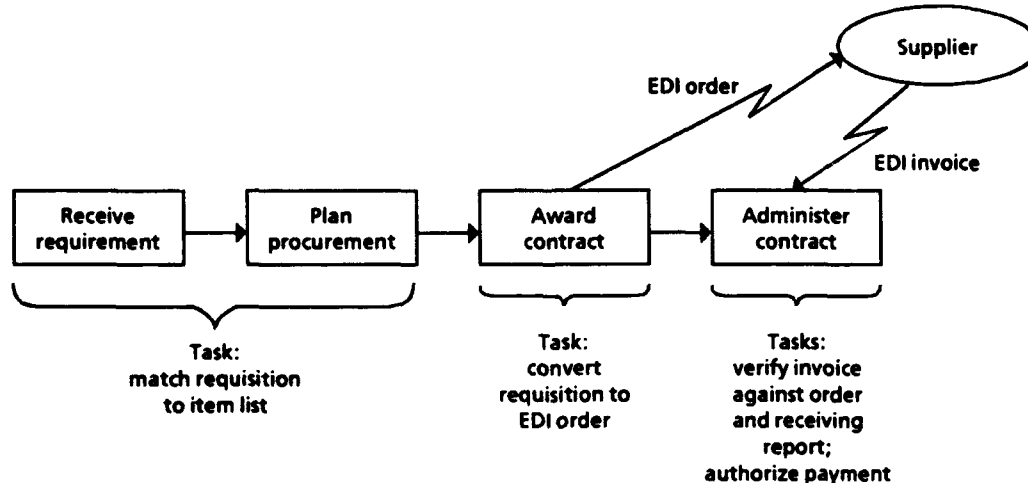 Supplier
EDI order
EDI invoice
Receive
requirement
Plan
procurement
Award
contract
Administer
contract
Task:
match requisition
to item list
Task:
convert
requisition to
EDI order
Tasks:
verify invoice
against order
and receiving
report;
authorize payment